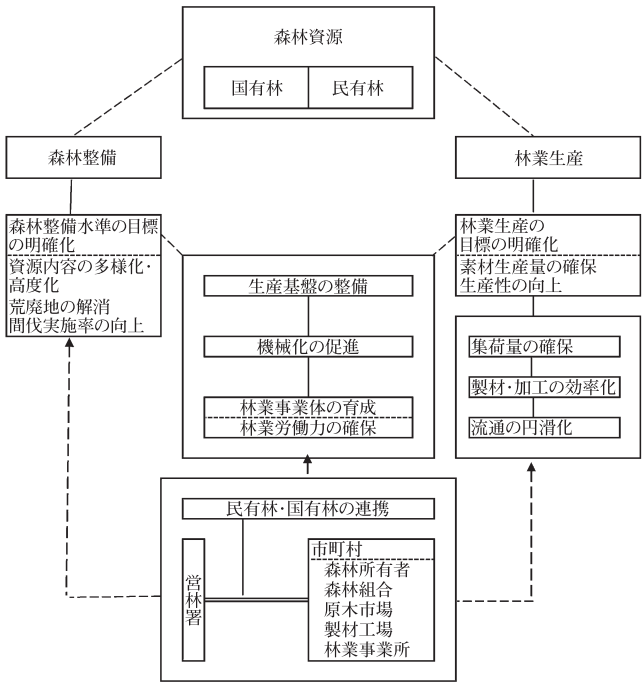 森林資源
国有林
民有林
森林整備
林業生産
森林整備水準の目標
の明確化
資源内容の多様化・
高度化
荒廃地の解消
間伐実施率の向上
林業生産の
目標の明確化
素材生産量の確保
生産性の向上
生産基盤の整備
機械化の促進
林業事業体の育成
林業労働力の確保
集荷量の確保
製材・加工の効率化
流通の円滑化
民有林・国有林の連携
営林署
市町村
森林所有者
森林組合
原木市場
製材工場
林業事業所